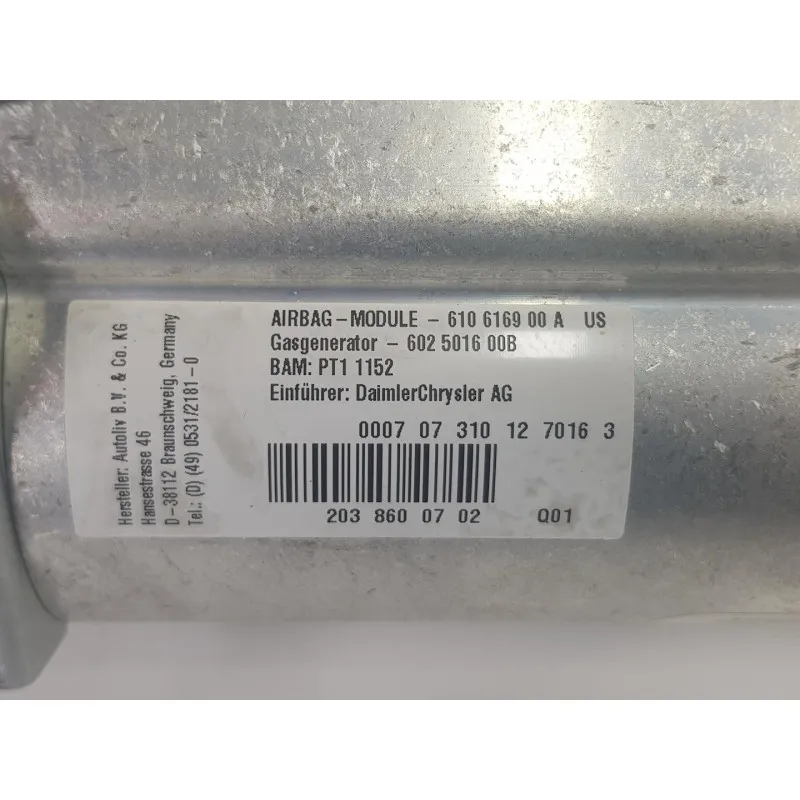 Hersteller: Autoliv B.V. & Co. KG
Hansestrasse 46
D-38112 Braunschweig, Germany
Tel.: (D) (49) 0531/2181-0
AIRBAG-MODULE - 610 6169 00 A US
Gasgenerator - 602 5016 00B
BAM: PT1 1152
Einführer: DaimlerChrysler AG
0007 07 310 12 7016 3
203 860 07 02 Q01